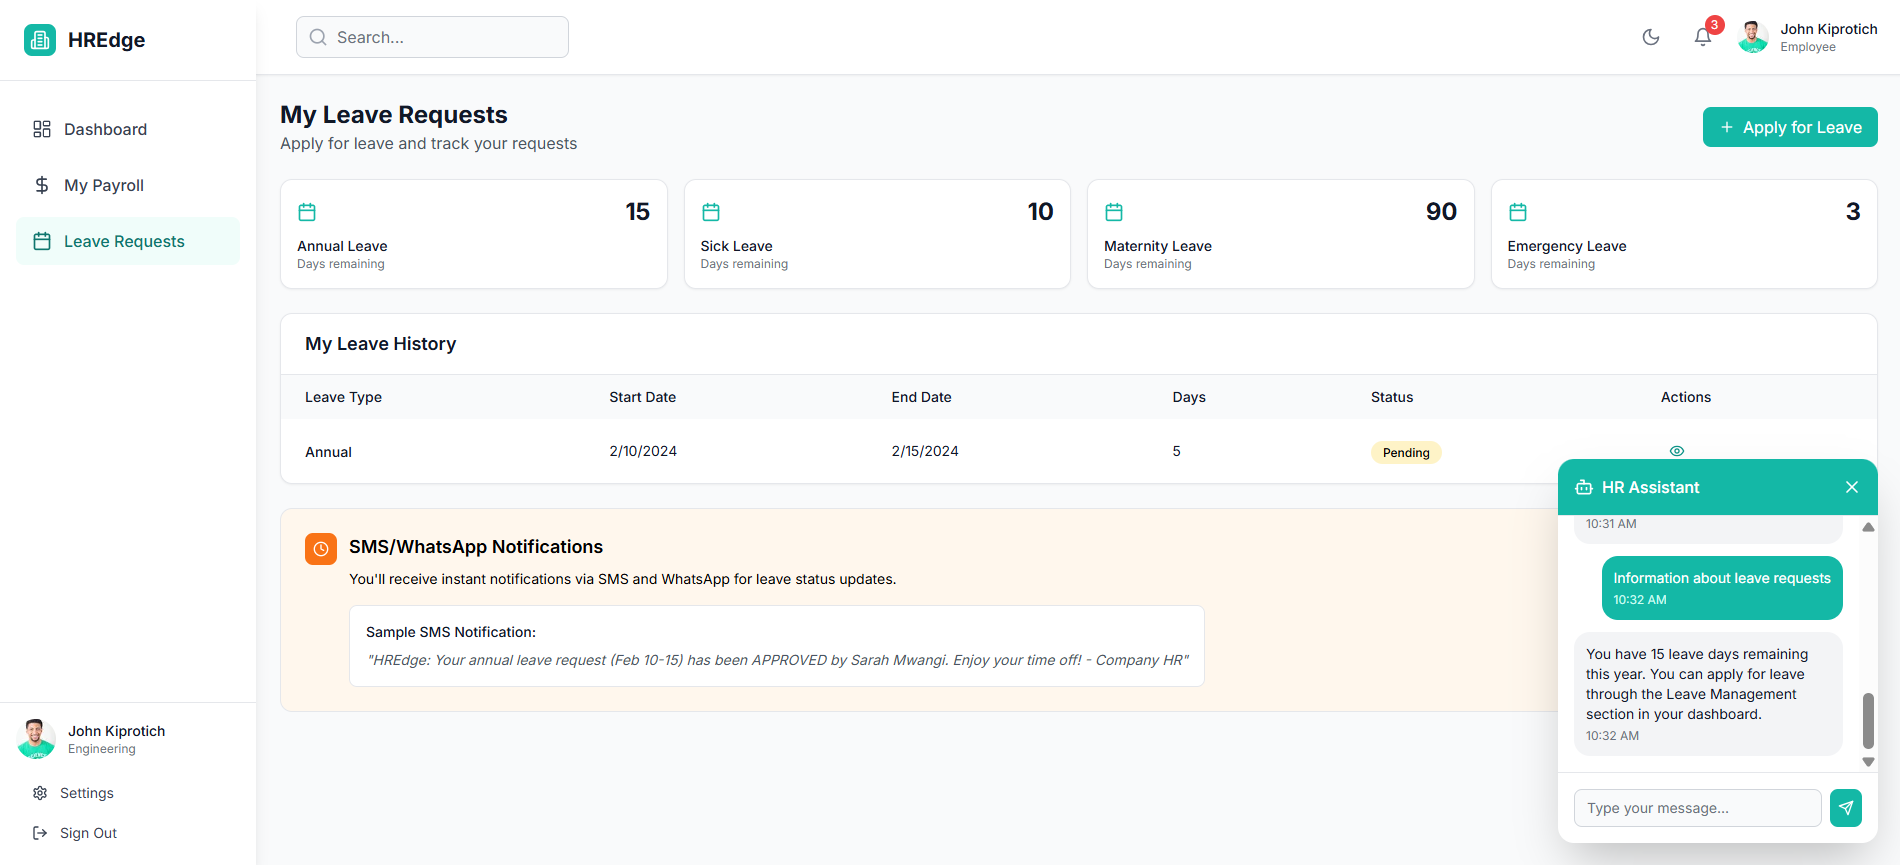 HREdge
Search...
3
John Kiprotich
Employee
Dashboard
My Payroll
Leave Requests
My Leave Requests
Apply for leave and track your requests
+ Apply for Leave
15
Annual Leave
Days remaining
10
Sick Leave
Days remaining
90
Maternity Leave
Days remaining
3
Emergency Leave
Days remaining
My Leave History
Leave Type Start Date End Date Days Status Actions
Annual 2/10/2024 2/15/2024 5 Pending
SMS/WhatsApp Notifications
You'll receive instant notifications via SMS and WhatsApp for leave status updates.
Sample SMS Notification:
"HREdge: Your annual leave request (Feb 10-15) has been APPROVED by Sarah Mwangi. Enjoy your time off! - Company HR"
HR Assistant
10:31 AM
Information about leave requests
10:32 AM
You have 15 leave days remaining
this year. You can apply for leave
through the Leave Management
section in your dashboard.
10:32 AM
Type your message...
John Kiprotich
Engineering
Settings
Sign Out